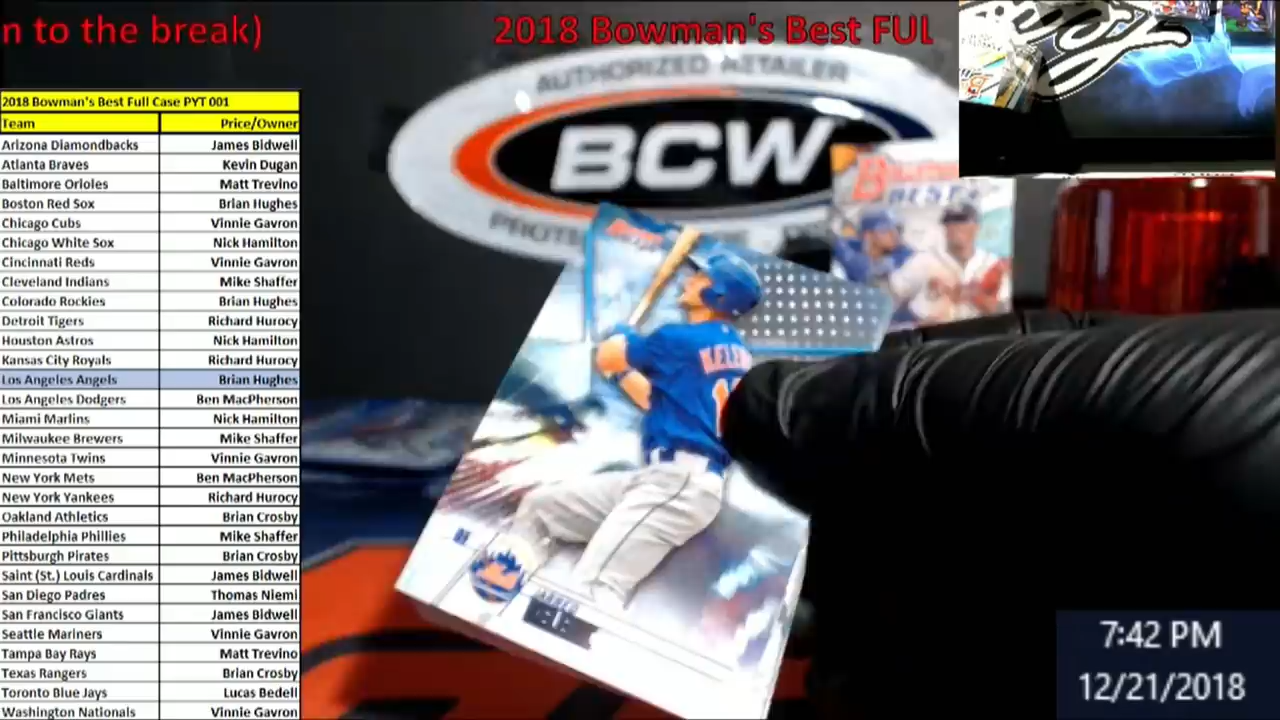 n to the break)
2018 Bowman's Best FUl
AUTHORIZED RETAILER
BCW
BEST
2018 Bowman's Best Full Case PYT 001
Team Price/Owner
Arizona Diamondbacks James Bidwell
Atlanta Braves Kevin Dugan
Baltimore Orioles Matt Trevino
Boston Red Sox Brian Hughes
Chicago Cubs Vinnie Gavron
Chicago White Sox Nick Hamilton
Cincinnati Reds Vinnie Gavron
Cleveland Indians Mike Shaffer
Colorado Rockies Brian Hughes
Detroit Tigers Richard Hurocy
Houston Astros Nick Hamilton
Kansas City Royals Richard Hurocy
Los Angeles Angels Brian Hughes
Los Angeles Dodgers Ben MacPherson
Miami Marlins Nick Hamilton
Milwaukee Brewers Mike Shaffer
Minnesota Twins Vinnie Gavron
New York Mets Ben MacPherson
New York Yankees Richard Hurocy
Oakland Athletics Brian Crosby
Philadelphia Phillies Mike Shaffer
Pittsburgh Pirates Brian Crosby
Saint (St.) Louis Cardinals James Bidwell
San Diego Padres Thomas Niemi
San Francisco Giants James Bidwell
Seattle Mariners Vinnie Gavron
Tampa Bay Rays Matt Trevino
Texas Rangers Brian Crosby
Toronto Blue Jays Lucas Bedell
Washington Nationals Vinnie Gavron
7:42 PM
12/21/2018